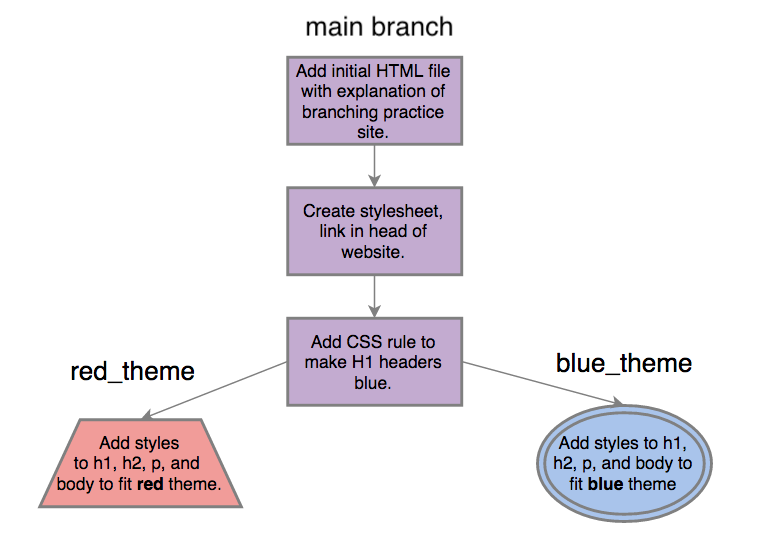 main branch
Add initial HTML file
with explanation of
branching practice
site.
Create stylesheet,
link in head of
website.
Add CSS rule to
make H1 headers
blue.
red_theme
Add styles
to h1, h2, p, and
body to fit red theme.
blue_theme
Add styles to h1,
h2, p, and body to
fit blue theme